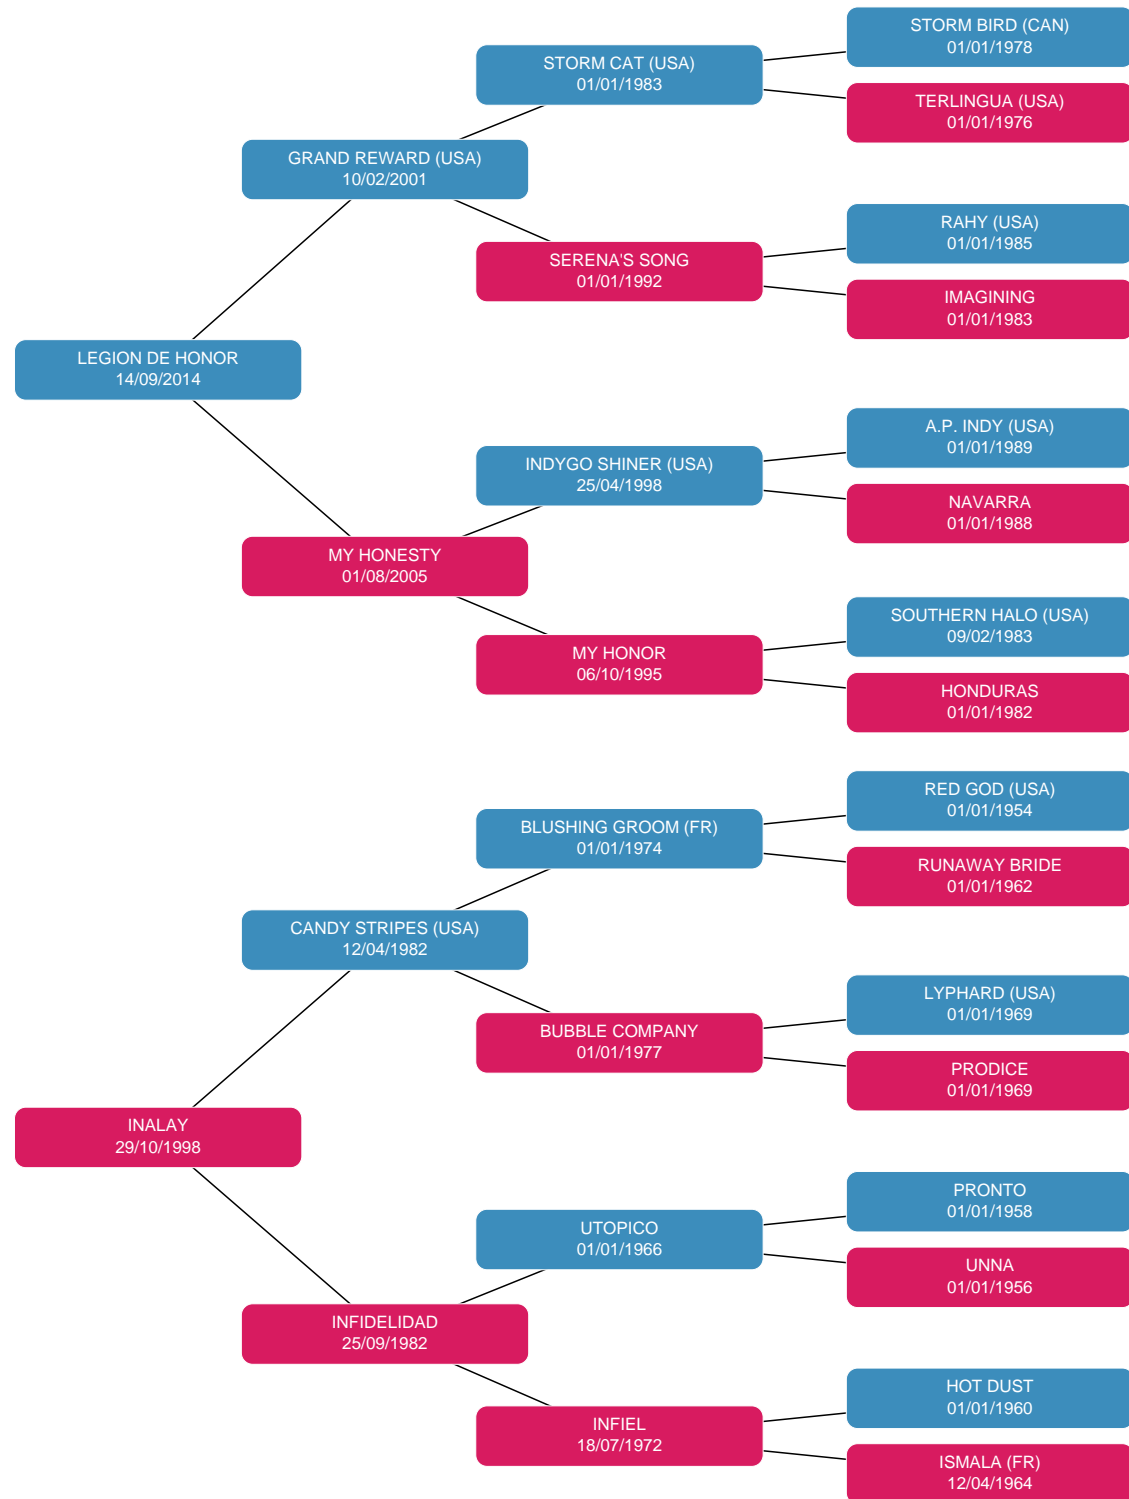 STORM BIRD (CAN)
01/01/1978
STORM CAT (USA)
01/01/1983
TERLINGUA (USA)
01/01/1976
GRAND REWARD (USA)
10/02/2001
RAHY (USA)
01/01/1985
SERENA'S SONG
01/01/1992
IMAGINING
01/01/1983
LEGION DE HONOR
14/09/2014
A.P. INDY (USA)
01/01/1989
INDYGO SHINER (USA)
25/04/1998
NAVARRA
01/01/1988
MY HONESTY
01/08/2005
SOUTHERN HALO (USA)
09/02/1983
MY HONOR
06/10/1995
HONDURAS
01/01/1982
RED GOD (USA)
01/01/1954
BLUSHING GROOM (FR)
01/01/1974
RUNAWAY BRIDE
01/01/1962
CANDY STRIPES (USA)
12/04/1982
LYPHARD (USA)
01/01/1969
BUBBLE COMPANY
01/01/1977
PRODICE
01/01/1969
INALAY
29/10/1998
PRONTO
01/01/1958
UTOPICO
01/01/1966
UNNA
01/01/1956
INFIDELIDAD
25/09/1982
HOT DUST
01/01/1960
INFIEL
18/07/1972
ISMALA (FR)
12/04/1964